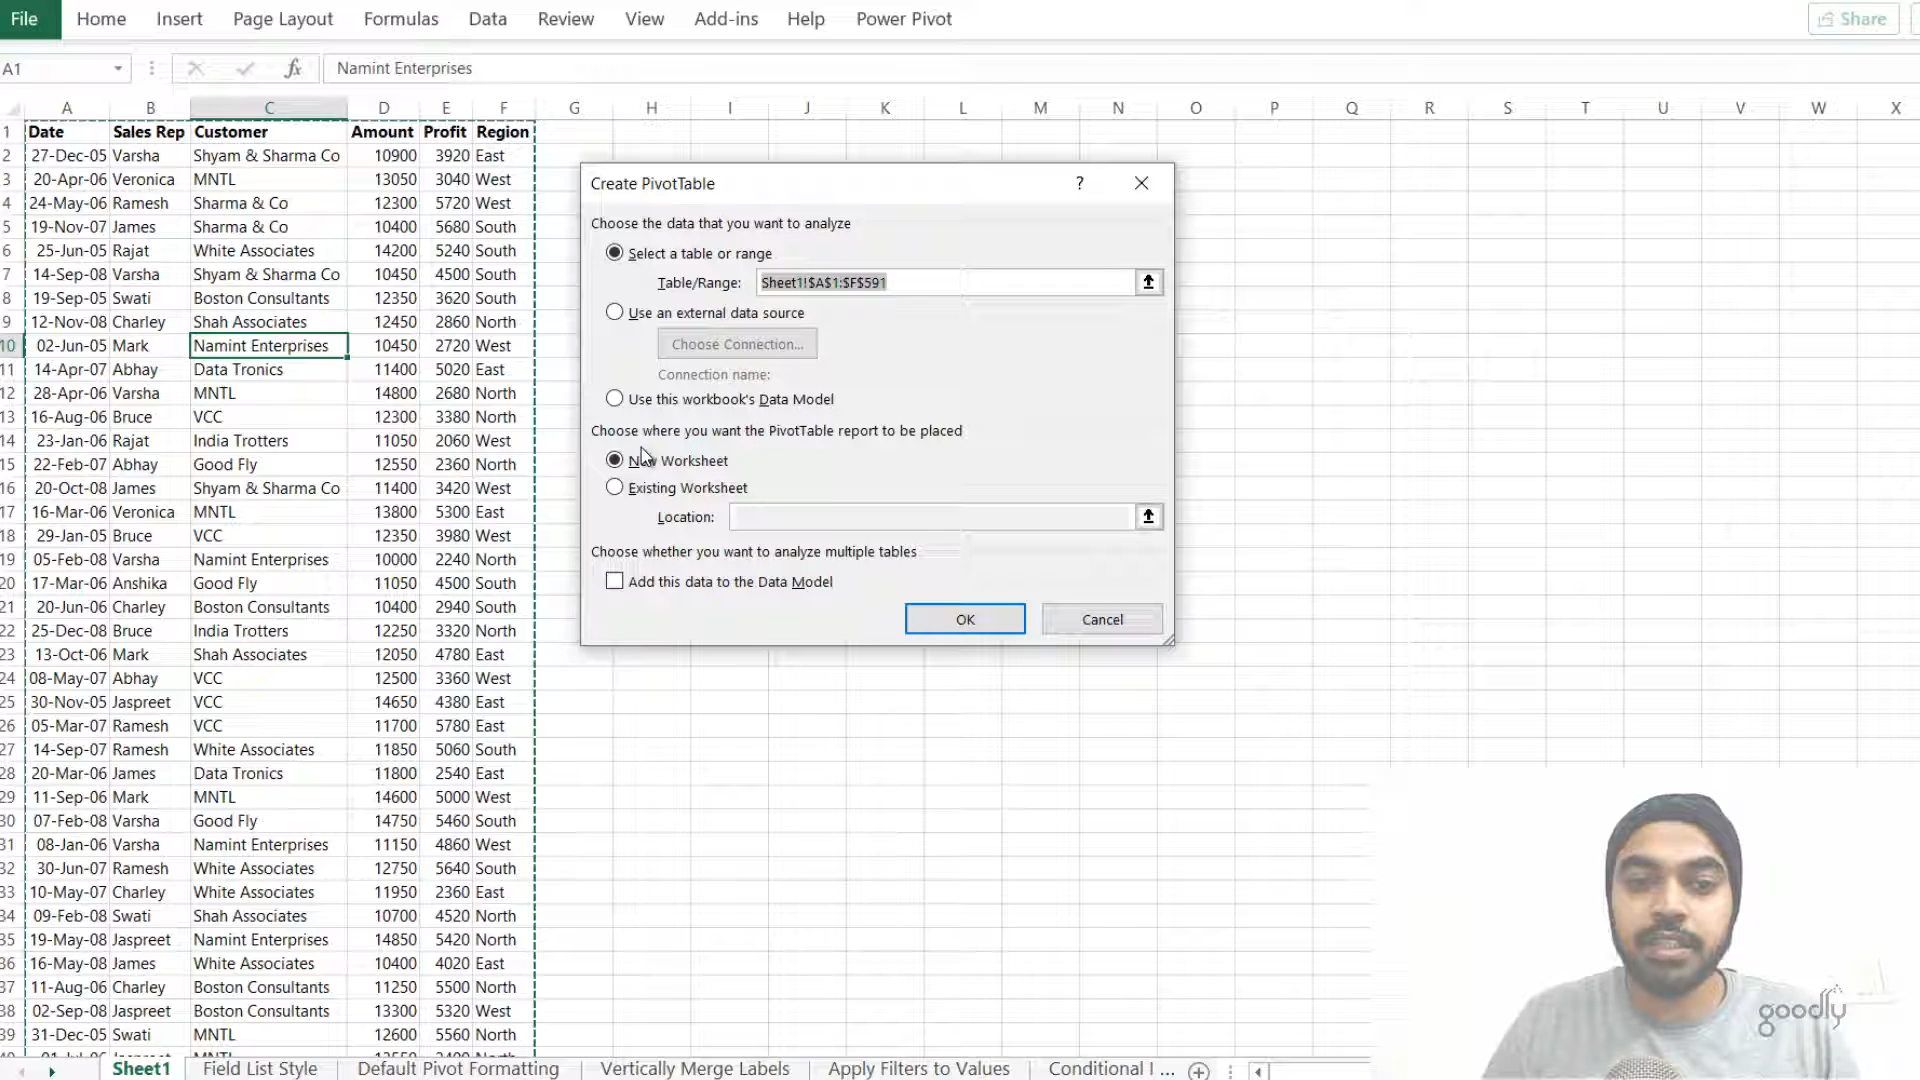 File Home Insert Page Layout Formulas Data Review View Add-ins Help Power Pivot Share
A1 fx Namint Enterprises
A B C D E F G H I J K L M N O P Q R S T U V W X
1 Date Sales Rep Customer Amount Profit Region
2 27-Dec-05 Varsha Shyam & Sharma Co 10900 3920 East
3 20-Apr-06 Veronica MNTL 13050 3040 West
4 24-May-06 Ramesh Sharma & Co 12300 5720 West
5 19-Nov-07 James Sharma & Co 10400 5680 South
6 25-Jun-05 Rajat White Associates 14200 5240 South
7 14-Sep-08 Varsha Shyam & Sharma Co 10450 4500 South
8 19-Sep-05 Swati Boston Consultants 12350 3620 South
9 12-Nov-08 Charley Shah Associates 12450 2860 North
10 02-Jun-05 Mark Namint Enterprises 10450 2720 West
11 14-Apr-07 Abhay Data Tronics 11400 5020 East
12 28-Apr-06 Varsha MNTL 14800 2680 North
13 16-Aug-06 Bruce VCC 12300 3380 North
14 23-Jan-06 Rajat India Trotters 11050 2060 West
15 22-Feb-07 Abhay Good Fly 12550 2360 North
16 20-Oct-08 James Shyam & Sharma Co 11400 3420 West
17 16-Mar-06 Veronica MNTL 13800 5300 East
18 29-Jan-05 Bruce VCC 12350 3980 West
19 05-Feb-08 Varsha Namint Enterprises 10000 2240 North
20 17-Mar-06 Anshika Good Fly 11050 4500 South
21 20-Jun-06 Charley Boston Consultants 10400 2940 South
22 25-Dec-08 Bruce India Trotters 12250 3320 North
23 13-Oct-06 Mark Shah Associates 12050 4780 East
24 08-May-07 Abhay VCC 12500 3360 West
25 30-Nov-05 Jaspreet VCC 14650 4380 East
26 05-Mar-07 Ramesh VCC 11700 5780 East
27 14-Sep-07 Ramesh White Associates 11850 5060 South
28 20-Mar-06 James Data Tronics 11800 2540 East
29 11-Sep-06 Mark MNTL 14600 5000 West
30 07-Feb-08 Varsha Good Fly 14750 5460 South
31 08-Jan-06 Varsha Namint Enterprises 11150 4860 West
32 30-Jun-07 Ramesh White Associates 12750 5640 South
33 10-May-07 Charley White Associates 11950 2360 East
34 09-Feb-08 Swati Shah Associates 10700 4520 North
35 19-May-08 Jaspreet Namint Enterprises 14850 5420 North
36 16-May-08 James White Associates 10400 4020 East
37 11-Aug-06 Charley Boston Consultants 11250 5500 North
38 02-Sep-08 Jaspreet Boston Consultants 13300 5320 West
39 31-Dec-05 Swati MNTL 12600 5560 North
Create PivotTable ?
Choose the data that you want to analyze
Select a table or range
Table/Range: Sheet1!$A$1:$F$591
Use an external data source
Choose Connection...
Connection name:
Use this workbook's Data Model
Choose where you want the PivotTable report to be placed
New Worksheet
Existing Worksheet
Location:
Choose whether you want to analyze multiple tables
Add this data to the Data Model
OK Cancel
goodly
Sheet1 Field List Style Default Pivot Formatting Vertically Merge Labels Apply Filters to Values Conditional I ...